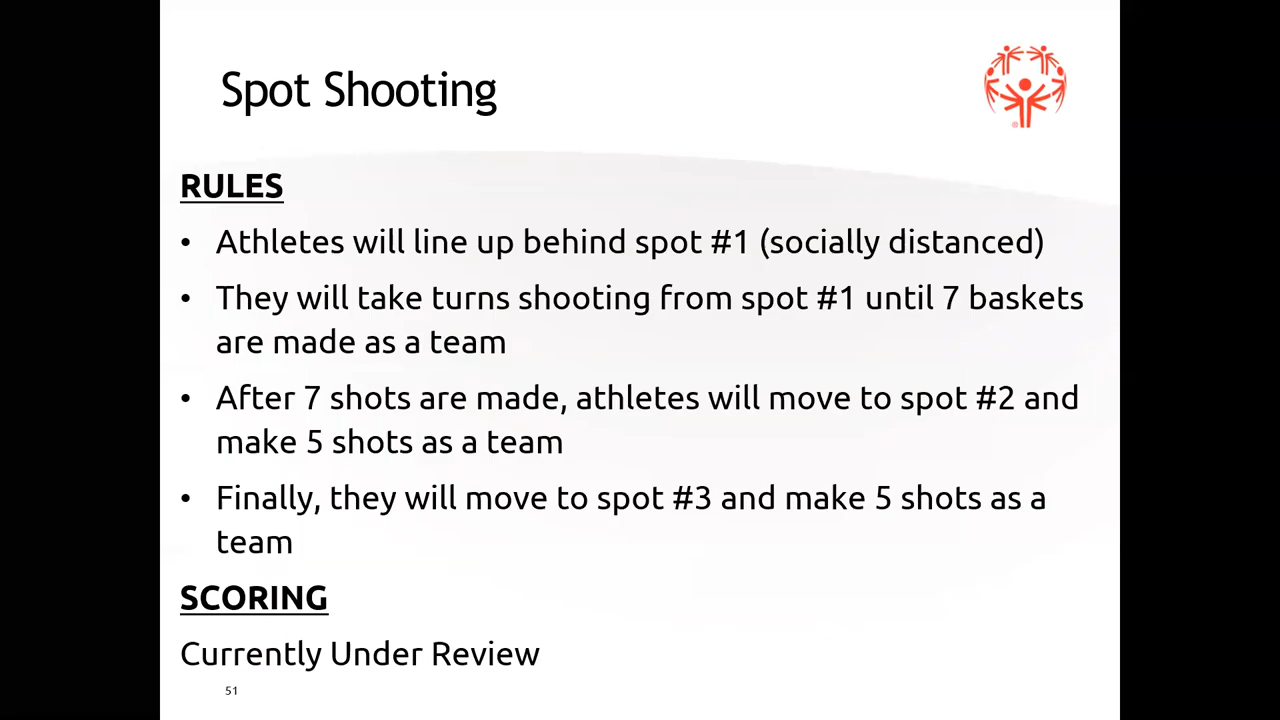 Spot Shooting
RULES
• Athletes will line up behind spot #1 (socially distanced)
• They will take turns shooting from spot #1 until 7 baskets
are made as a team
• After 7 shots are made, athletes will move to spot #2 and
make 5 shots as a team
• Finally, they will move to spot #3 and make 5 shots as a
team
SCORING
Currently Under Review
51
®